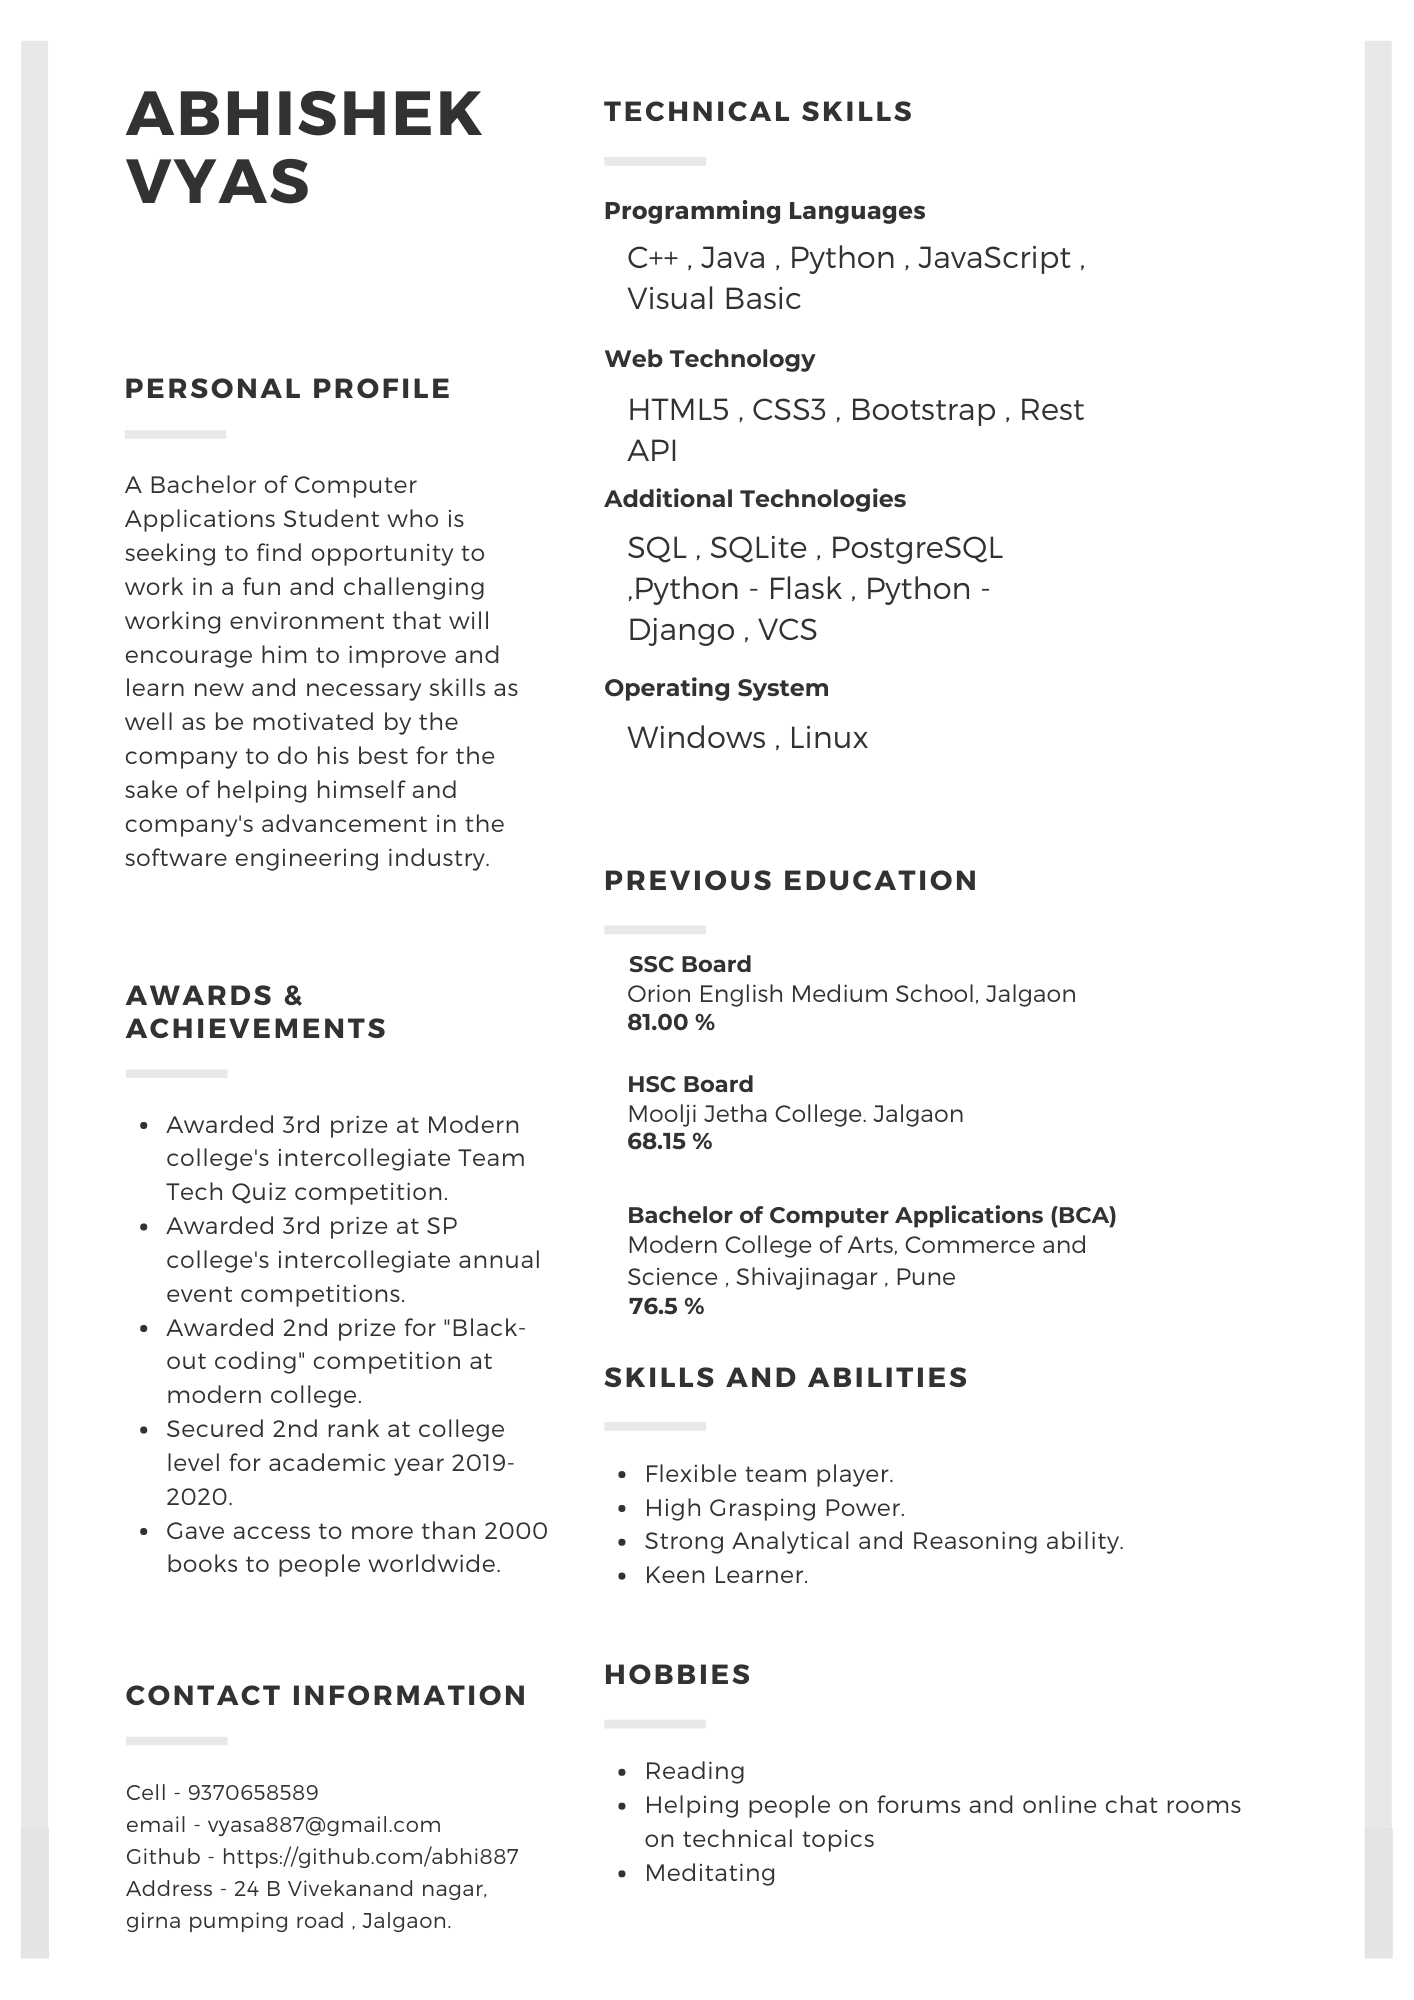 ABHISHEK
VYAS
PERSONAL PROFILE
A Bachelor of Computer
Applications Student who is
seeking to find opportunity to
work in a fun and challenging
working environment that will
encourage him to improve and
learn new and necessary skills as
well as be motivated by the
company to do his best for the
sake of helping himself and
company's advancement in the
software engineering industry.
AWARDS &
ACHIEVEMENTS
• Awarded 3rd prize at Modern
college's intercollegiate Team
Tech Quiz competition.
• Awarded 3rd prize at SP
college's intercollegiate annual
event competitions.
• Awarded 2nd prize for "Black-
out coding" competition at
modern college.
• Secured 2nd rank at college
level for academic year 2019-
2020.
• Gave access to more than 2000
books to people worldwide.
CONTACT INFORMATION
Cell - 9370658589
email - vyasa887@gmail.com
Github - https://github.com/abhi887
Address - 24 B Vivekanand nagar,
girna pumping road , Jalgaon.
TECHNICAL SKILLS
Programming Languages
C++ , Java , Python , JavaScript ,
Visual Basic
Web Technology
HTML5 , CSS3 , Bootstrap , Rest
API
Additional Technologies
SQL , SQLite , PostgreSQL
,Python - Flask , Python -
Django , VCS
Operating System
Windows , Linux
PREVIOUS EDUCATION
SSC Board
Orion English Medium School, Jalgaon
81.00 %
HSC Board
Moolji Jetha College. Jalgaon
68.15 %
Bachelor of Computer Applications (BCA)
Modern College of Arts, Commerce and
Science , Shivajinagar , Pune
76.5 %
SKILLS AND ABILITIES
• Flexible team player.
• High Grasping Power.
• Strong Analytical and Reasoning ability.
• Keen Learner.
HOBBIES
• Reading
• Helping people on forums and online chat rooms
on technical topics
• Meditating